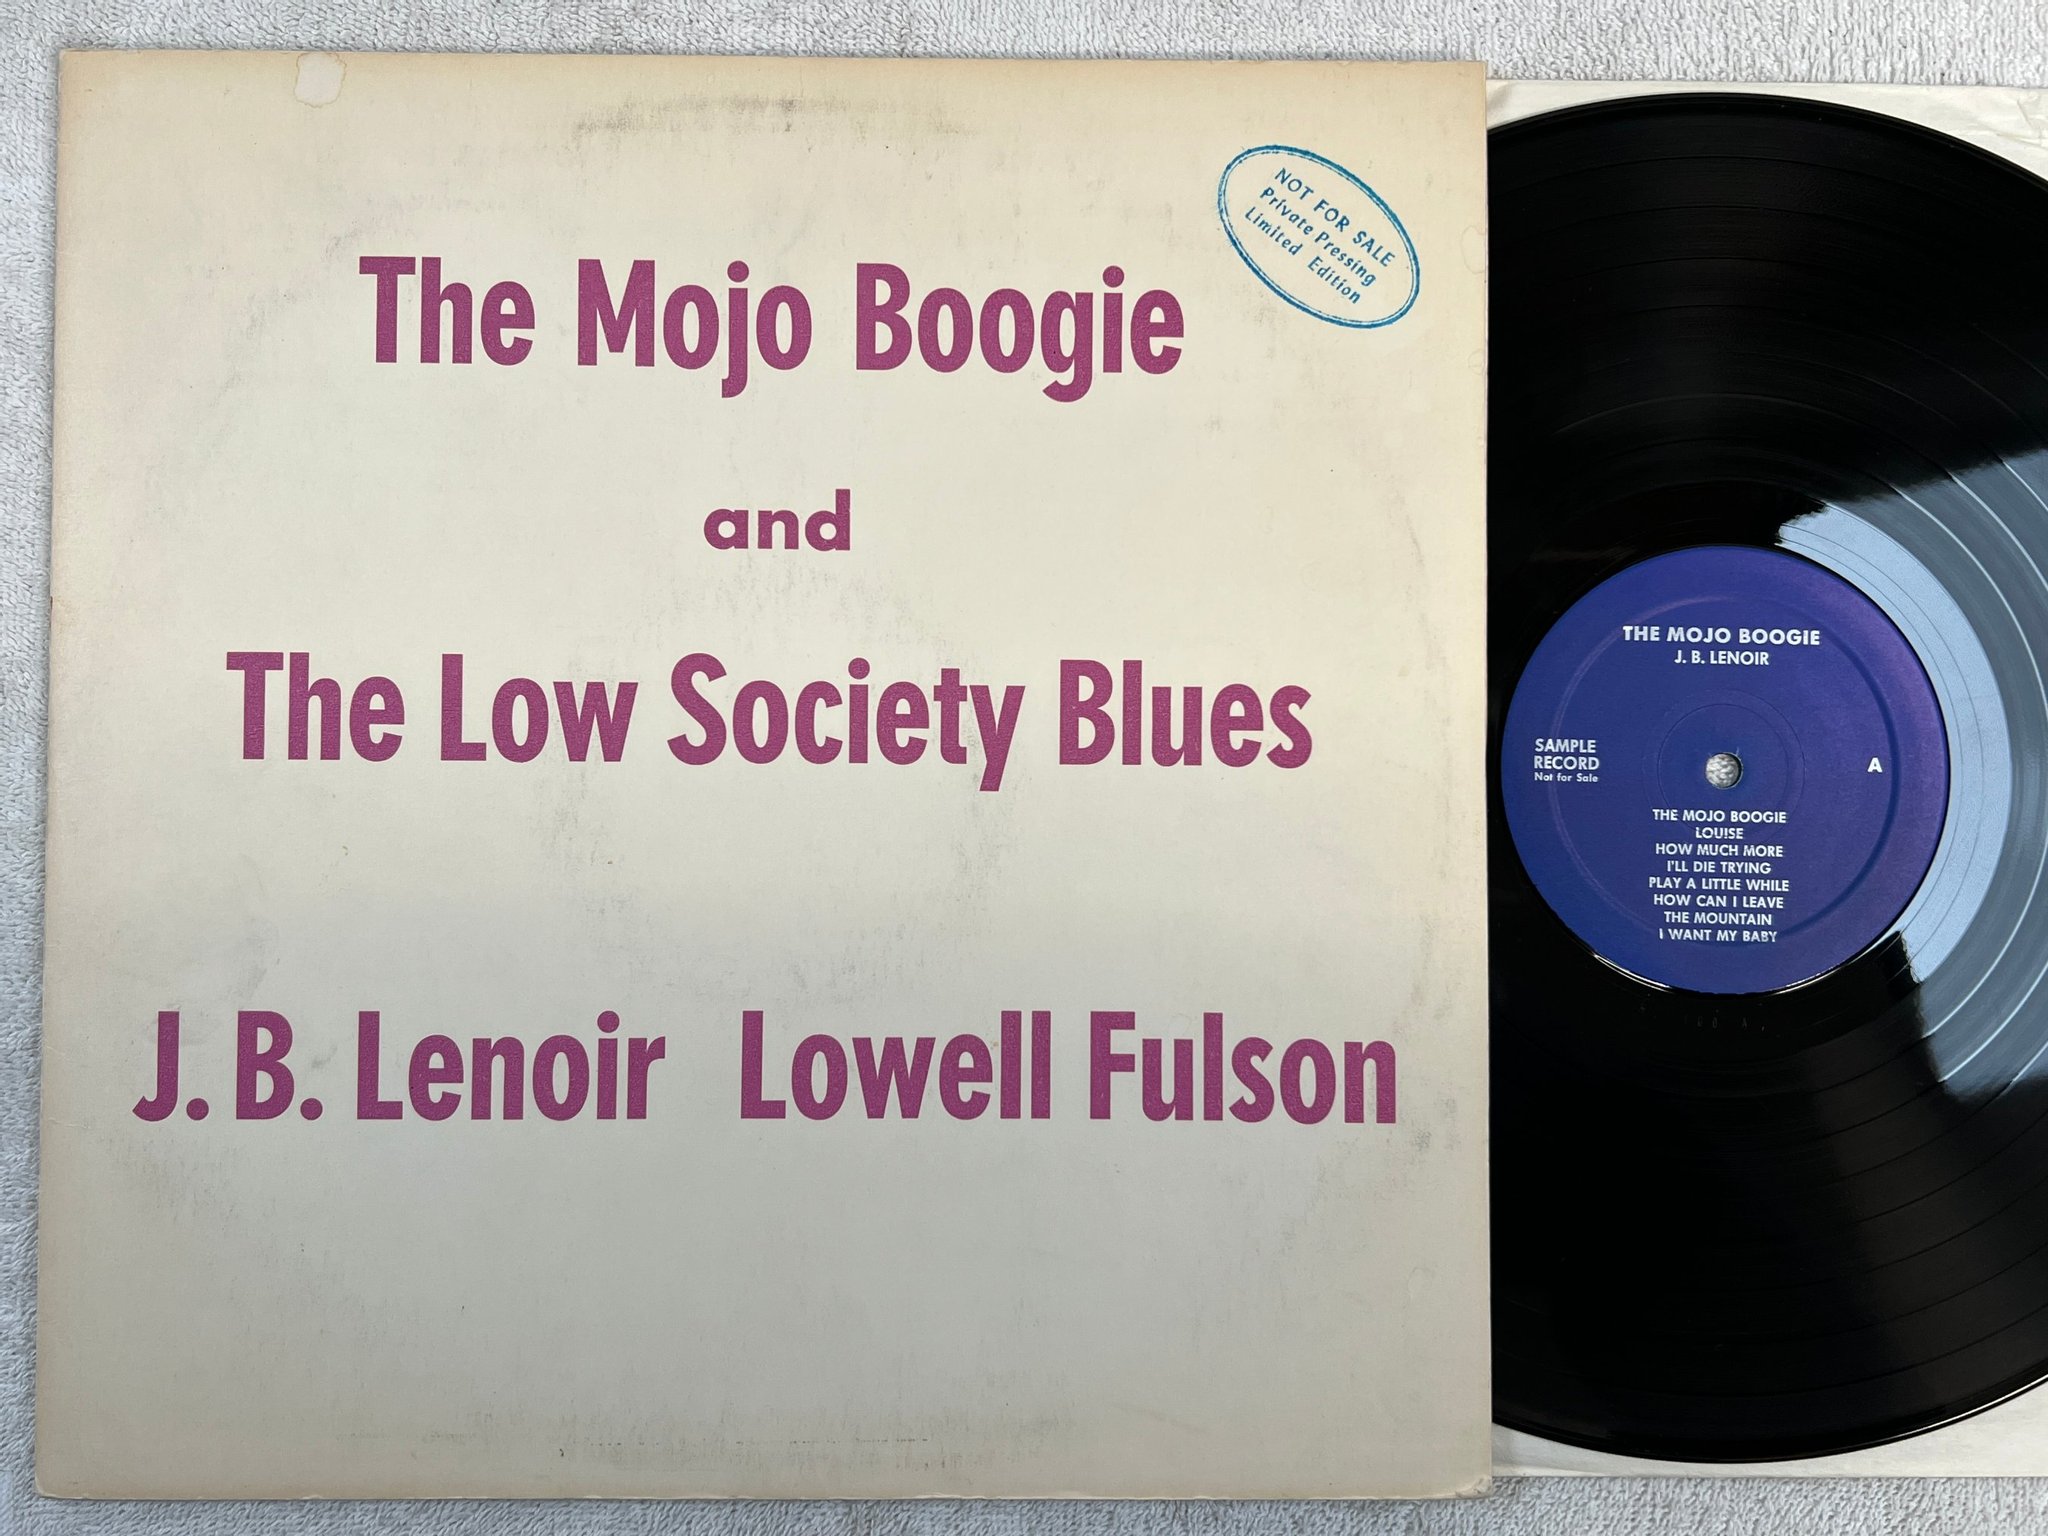 The Mojo Boogie
and
The Low Society Blues
J. B. Lenoir Lowell Fulson
NOT FOR SALE
Private Pressing
Limited Edition
THE MOJO BOOGIE
J. B. LENOIR
SAMPLE
RECORD
Not for Sale
A
THE MOJO BOOGIE
LOUISE
HOW MUCH MORE
I'LL DIE TRYING
PLAY A LITTLE WHILE
HOW CAN I LEAVE
THE MOUNTAIN
I WANT MY BABY